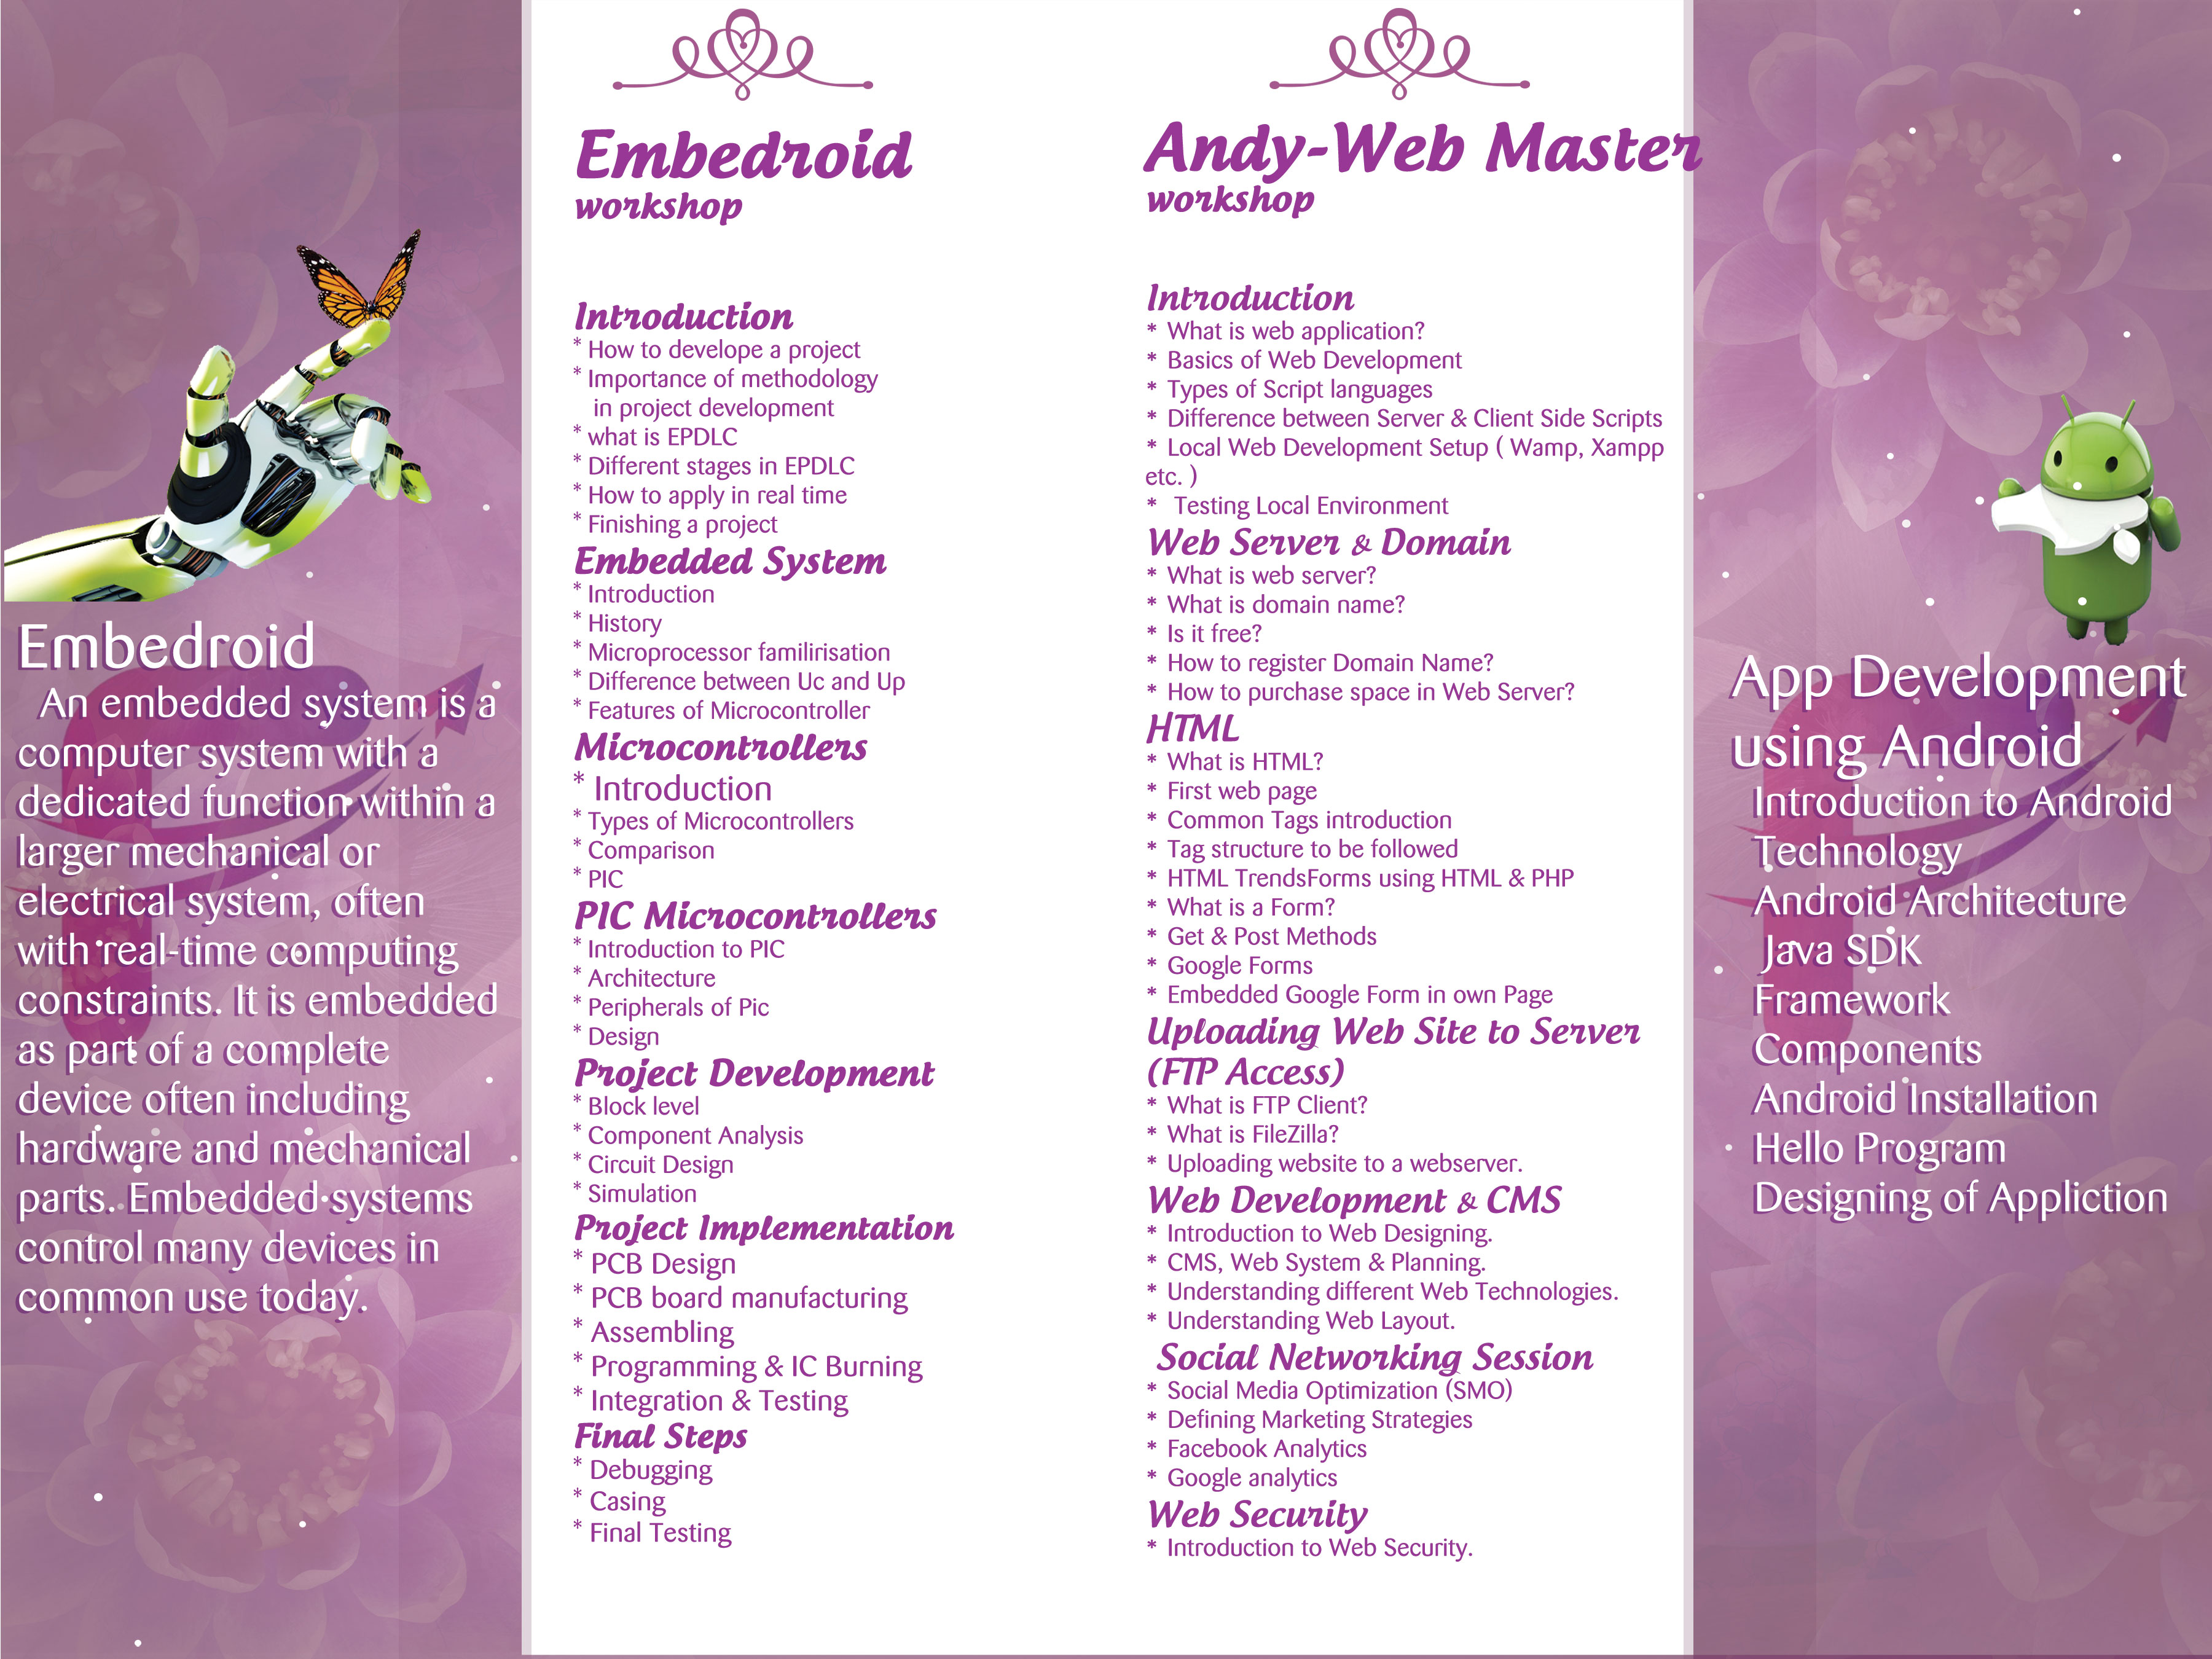 Embedroid
An embedded system is a
computer system with a
dedicated function within a
larger mechanical or
electrical system, often
with real-time computing
constraints. It is embedded
as part of a complete
device often including
hardware and mechanical
parts. Embedded systems
control many devices in
common use today.
Embedroid
workshop
Introduction
* How to develope a project
* Importance of methodology
in project development
* what is EPDLC
* Different stages in EPDLC
* How to apply in real time
* Finishing a project
Embedded System
* Introduction
* History
* Microprocessor familirisation
* Difference between Uc and Up
* Features of Microcontroller
Microcontrollers
* Introduction
* Types of Microcontrollers
* Comparison
* PIC
PIC Microcontrollers
* Introduction to PIC
* Architecture
* Peripherals of Pic
* Design
Project Development
* Block level
* Component Analysis
* Circuit Design
* Simulation
Project Implementation
* PCB Design
* PCB board manufacturing
* Assembling
* Programming & IC Burning
* Integration & Testing
Final Steps
* Debugging
* Casing
* Final Testing
Andy-Web Master
workshop
Introduction
* What is web application?
* Basics of Web Development
* Types of Script languages
* Difference between Server & Client Side Scripts
* Local Web Development Setup ( Wamp, Xampp
etc. )
* Testing Local Environment
Web Server & Domain
* What is web server?
* What is domain name?
* Is it free?
* How to register Domain Name?
* How to purchase space in Web Server?
HTML
* What is HTML?
* First web page
* Common Tags introduction
* Tag structure to be followed
* HTML TrendsForms using HTML & PHP
* What is a Form?
* Get & Post Methods
* Google Forms
* Embedded Google Form in own Page
Uploading Web Site to Server
(FTP Access)
* What is FTP Client?
* What is FileZilla?
* Uploading website to a webserver.
Web Development & CMS
* Introduction to Web Designing.
* CMS, Web System & Planning.
* Understanding different Web Technologies.
* Understanding Web Layout.
Social Networking Session
* Social Media Optimization (SMO)
* Defining Marketing Strategies
* Facebook Analytics
* Google analytics
Web Security
* Introduction to Web Security.
App Development
using Android
Introduction to Android
Technology
Android Architecture
Java SDK
Framework
Components
Android Installation
Hello Program
Designing of Appliction